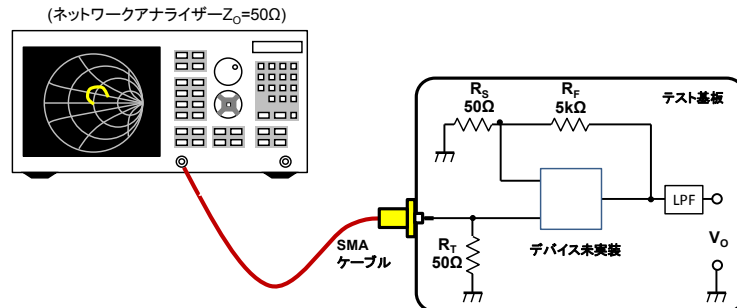 (ネットワークアナライザーZO=50Ω)
RS
50Ω
RF
5kΩ
テスト基板
LPF
VO
デバイス未実装
SMA
ケーブル
RT
50Ω